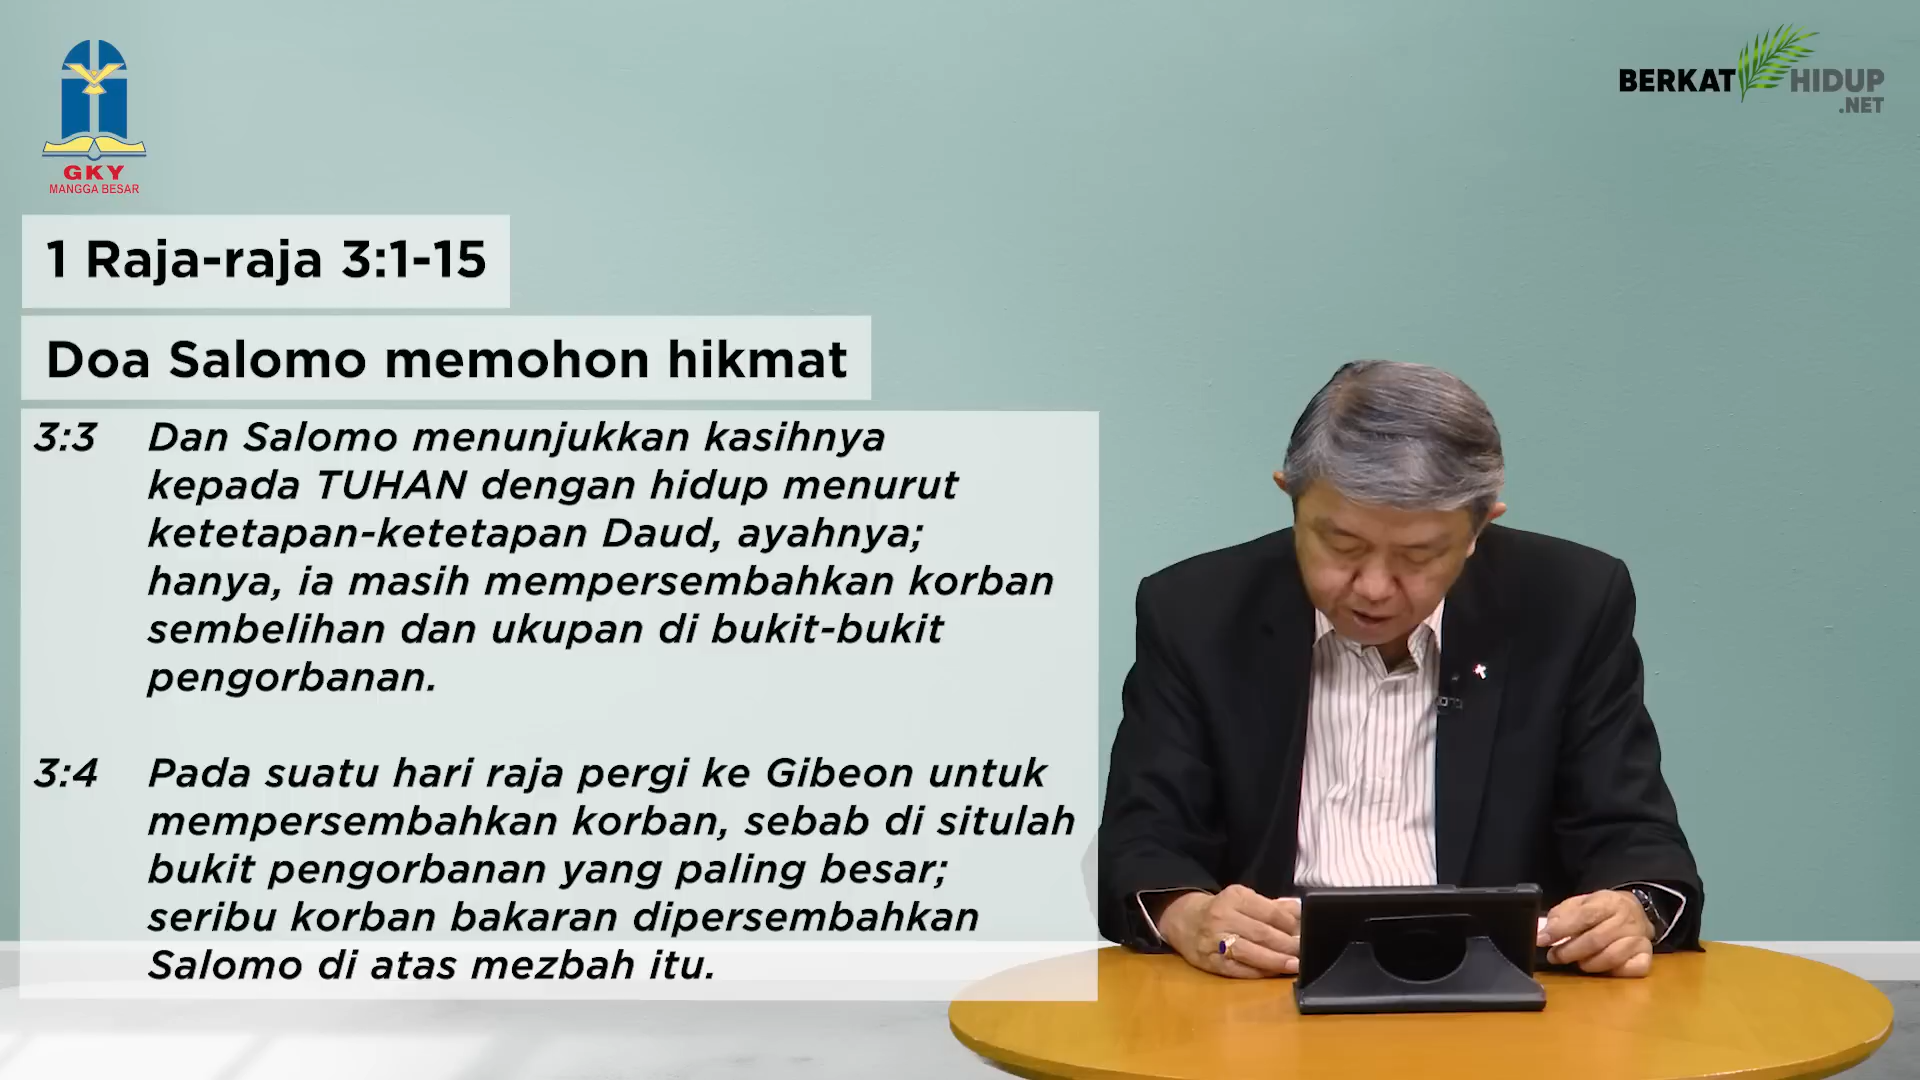 GKY
MANGGA BESAR
BERKAT HIDUP
.NET
1 Raja-raja 3:1-15
Doa Salomo memohon hikmat
3:3 Dan Salomo menunjukkan kasihnya
kepada TUHAN dengan hidup menurut
ketetapan-ketetapan Daud, ayahnya;
hanya, ia masih mempersembahkan korban
sembelihan dan ukupan di bukit-bukit
pengorbanan.
3:4 Pada suatu hari raja pergi ke Gibeon untuk
mempersembahkan korban, sebab di situlah
bukit pengorbanan yang paling besar;
seribu korban bakaran dipersembahkan
Salomo di atas mezbah itu.